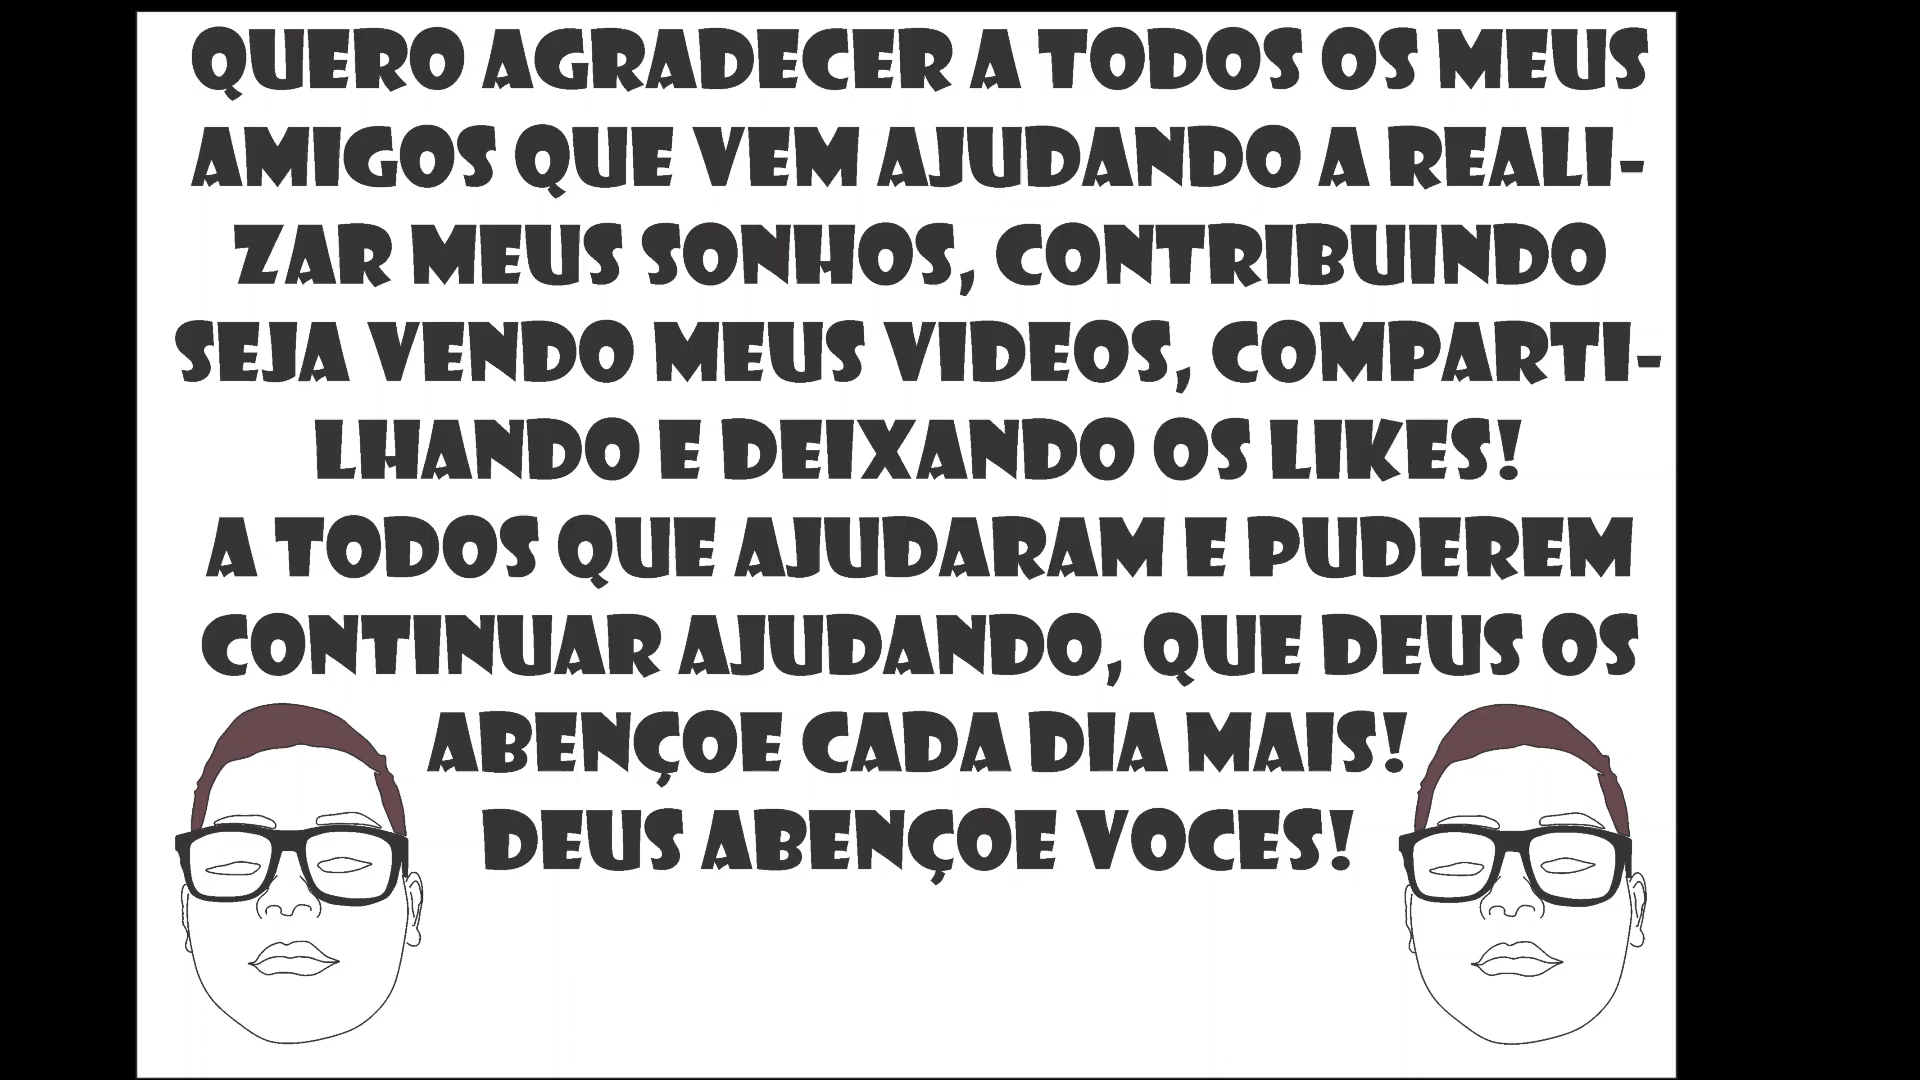 QUERO AGRADECER A TODOS OS MEUS
AMIGOS QUE VEM AJUDANDO A REALI-
ZAR MEUS SONHOS, CONTRIBUINDO
SEJA VENDO MEUS VIDEOS, COMPARTI-
LHANDO E DEIXANDO OS LIKES!
A TODOS QUE AJUDARAM E PUDEREM
CONTINUAR AJUDANDO, QUE DEUS OS
ABENÇOE CADA DIA MAIS!
DEUS ABENÇOE VOCES!